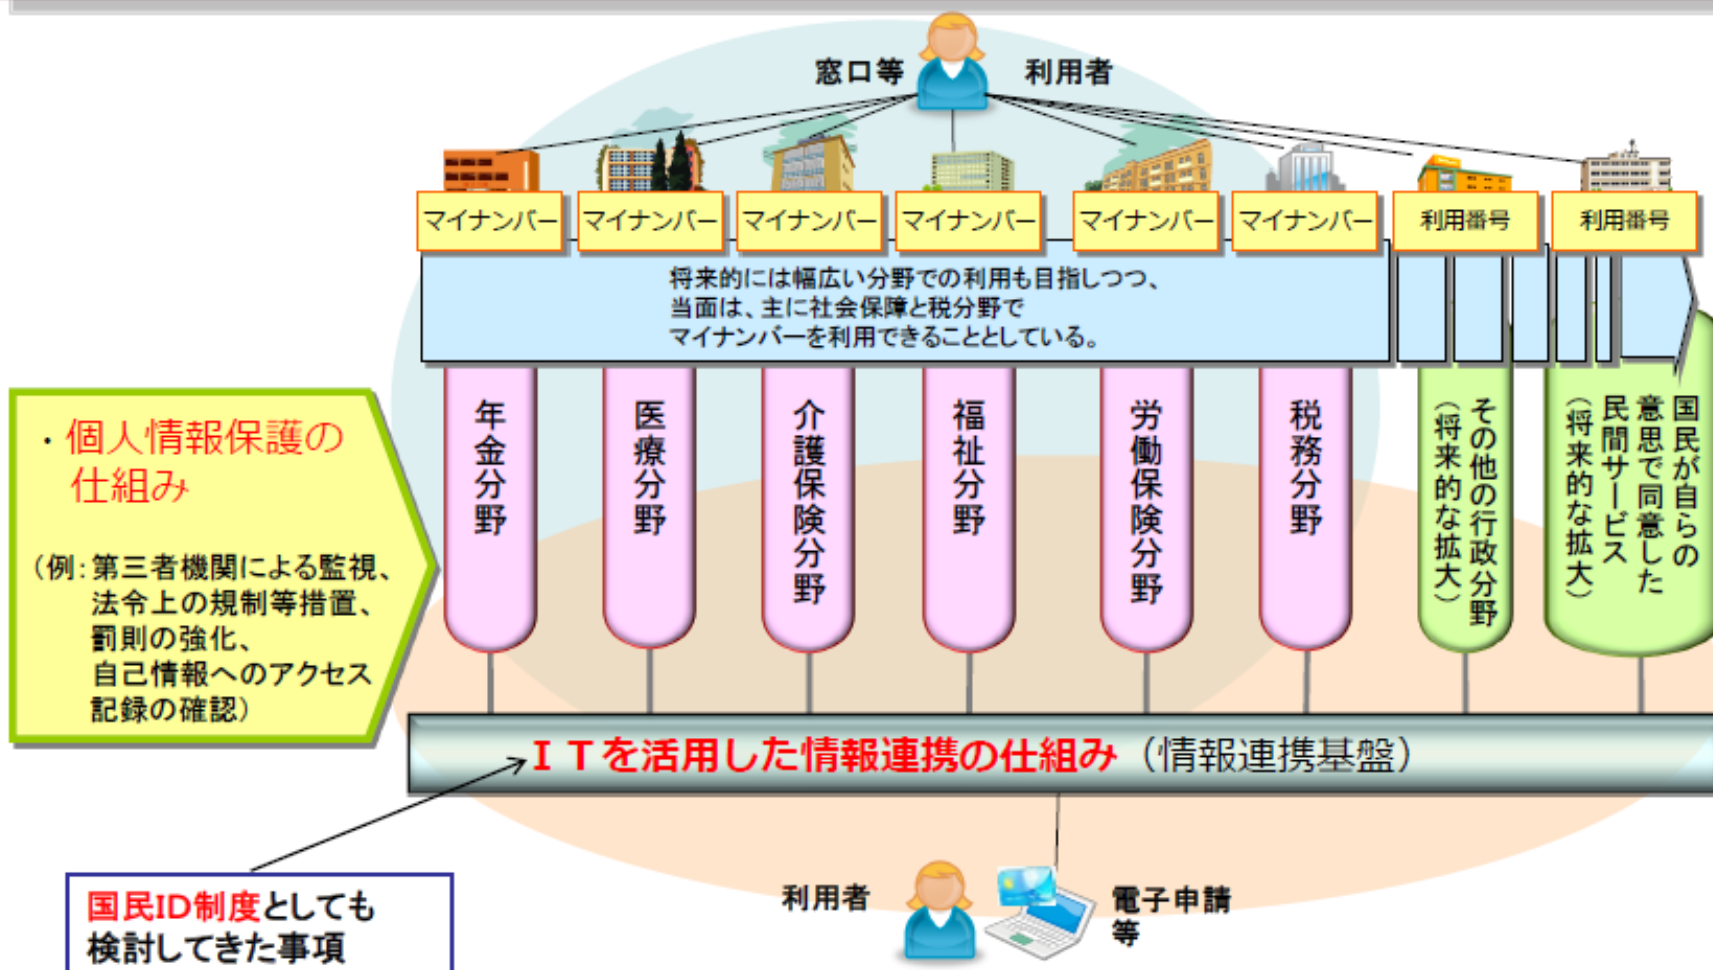 窓口等
利用者
マイナンバー
マイナンバー
マイナンバー
マイナンバー
マイナンバー
マイナンバー
利用番号
利用番号
将来的には幅広い分野での利用も目指しつつ、
当面は、主に社会保障と税分野で
マイナンバーを利用できることとしている。
・個人情報保護の
仕組み
（例：第三者機関による監視、
法令上の規制等措置、
罰則の強化、
自己情報へのアクセス
記録の確認）
年金分野
医療分野
介護保険分野
福祉分野
労働保険分野
税務分野
その他の行政分野
（将来的な拡大）
国民が自らの
意思で同意した
民間サービス
（将来的な拡大）
ＩＴを活用した情報連携の仕組み（情報連携基盤）
国民ID制度としても
検討してきた事項
利用者
電子申請
等